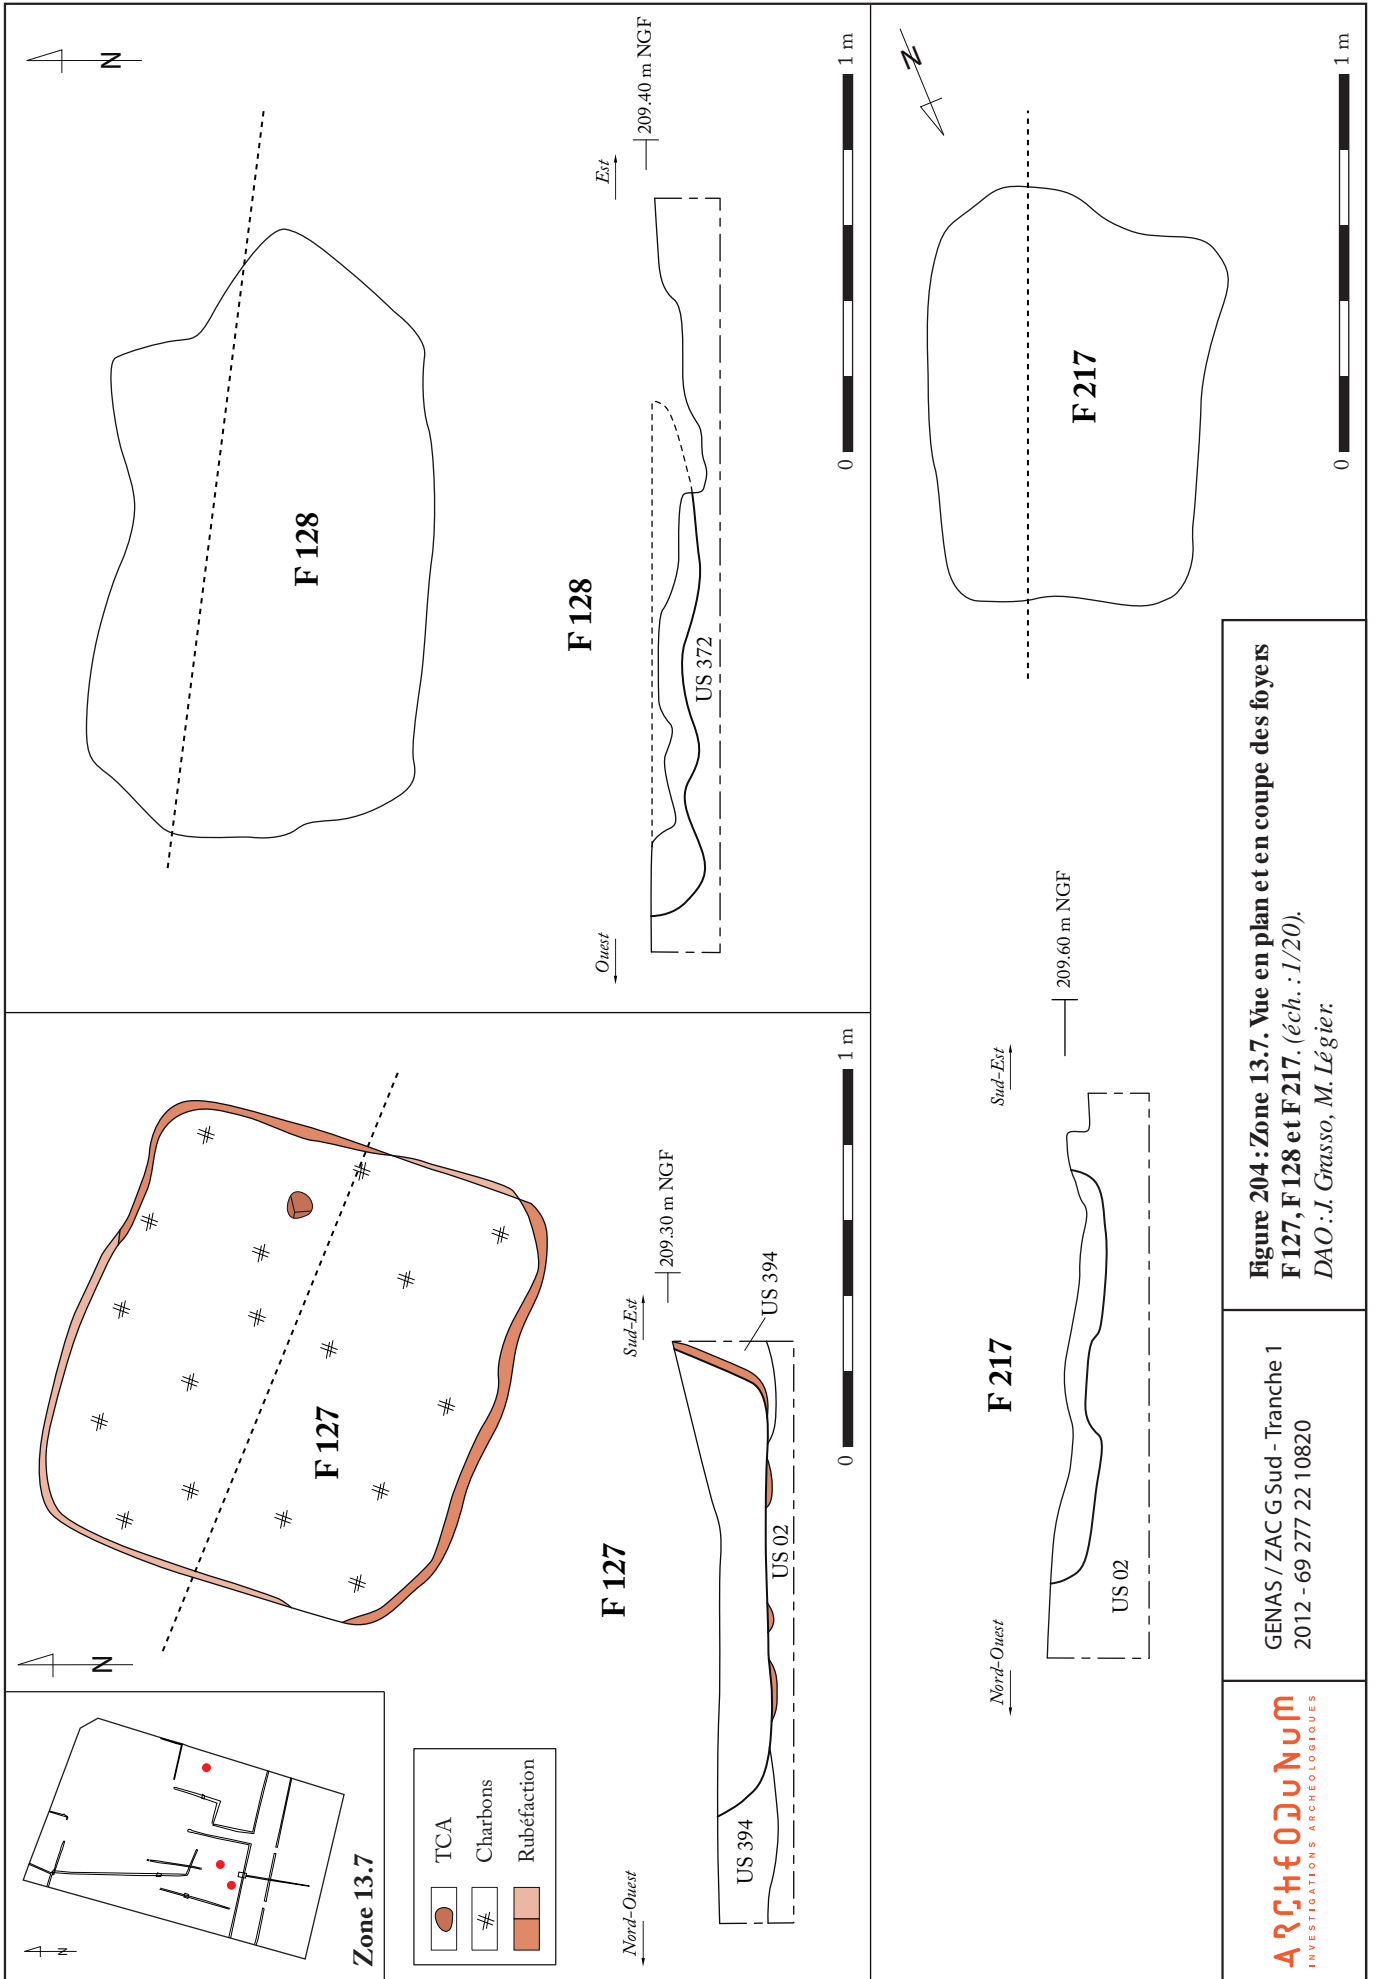 N
Zone 13.7
TCA
Charbons
Rubéfaction
N
F 127
F 127
Nord-Ouest
Sud-Est
209.30 m NGF
US 394
US 02
US 394
0
1 m
N
F 128
F 128
Ouest
Est
209.40 m NGF
US 372
0
1 m
F 217
Nord-Ouest
Sud-Est
209.60 m NGF
US 02
N
F 217
0
1 m
ARCHEODUNUM
INVESTIGATIONS ARCHÉOLOGIQUES
GENAS / ZAC G Sud - Tranche 1
2012 - 69 277 22 10820
Figure 204 : Zone 13.7. Vue en plan et en coupe des foyers
F 127, F 128 et F 217. (éch. : 1/20).
DAO : J. Grasso, M. Légier.